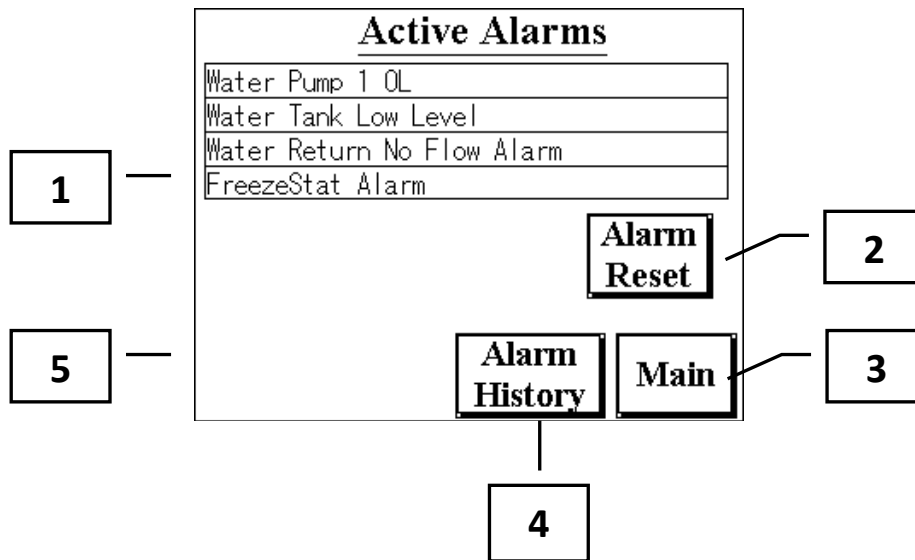 Active Alarms
Water Pump 1 OL
Water Tank Low Level
Water Return No Flow Alarm
FreezeStat Alarm
1
Alarm
Reset
2
5
Alarm
History
Main
3
4